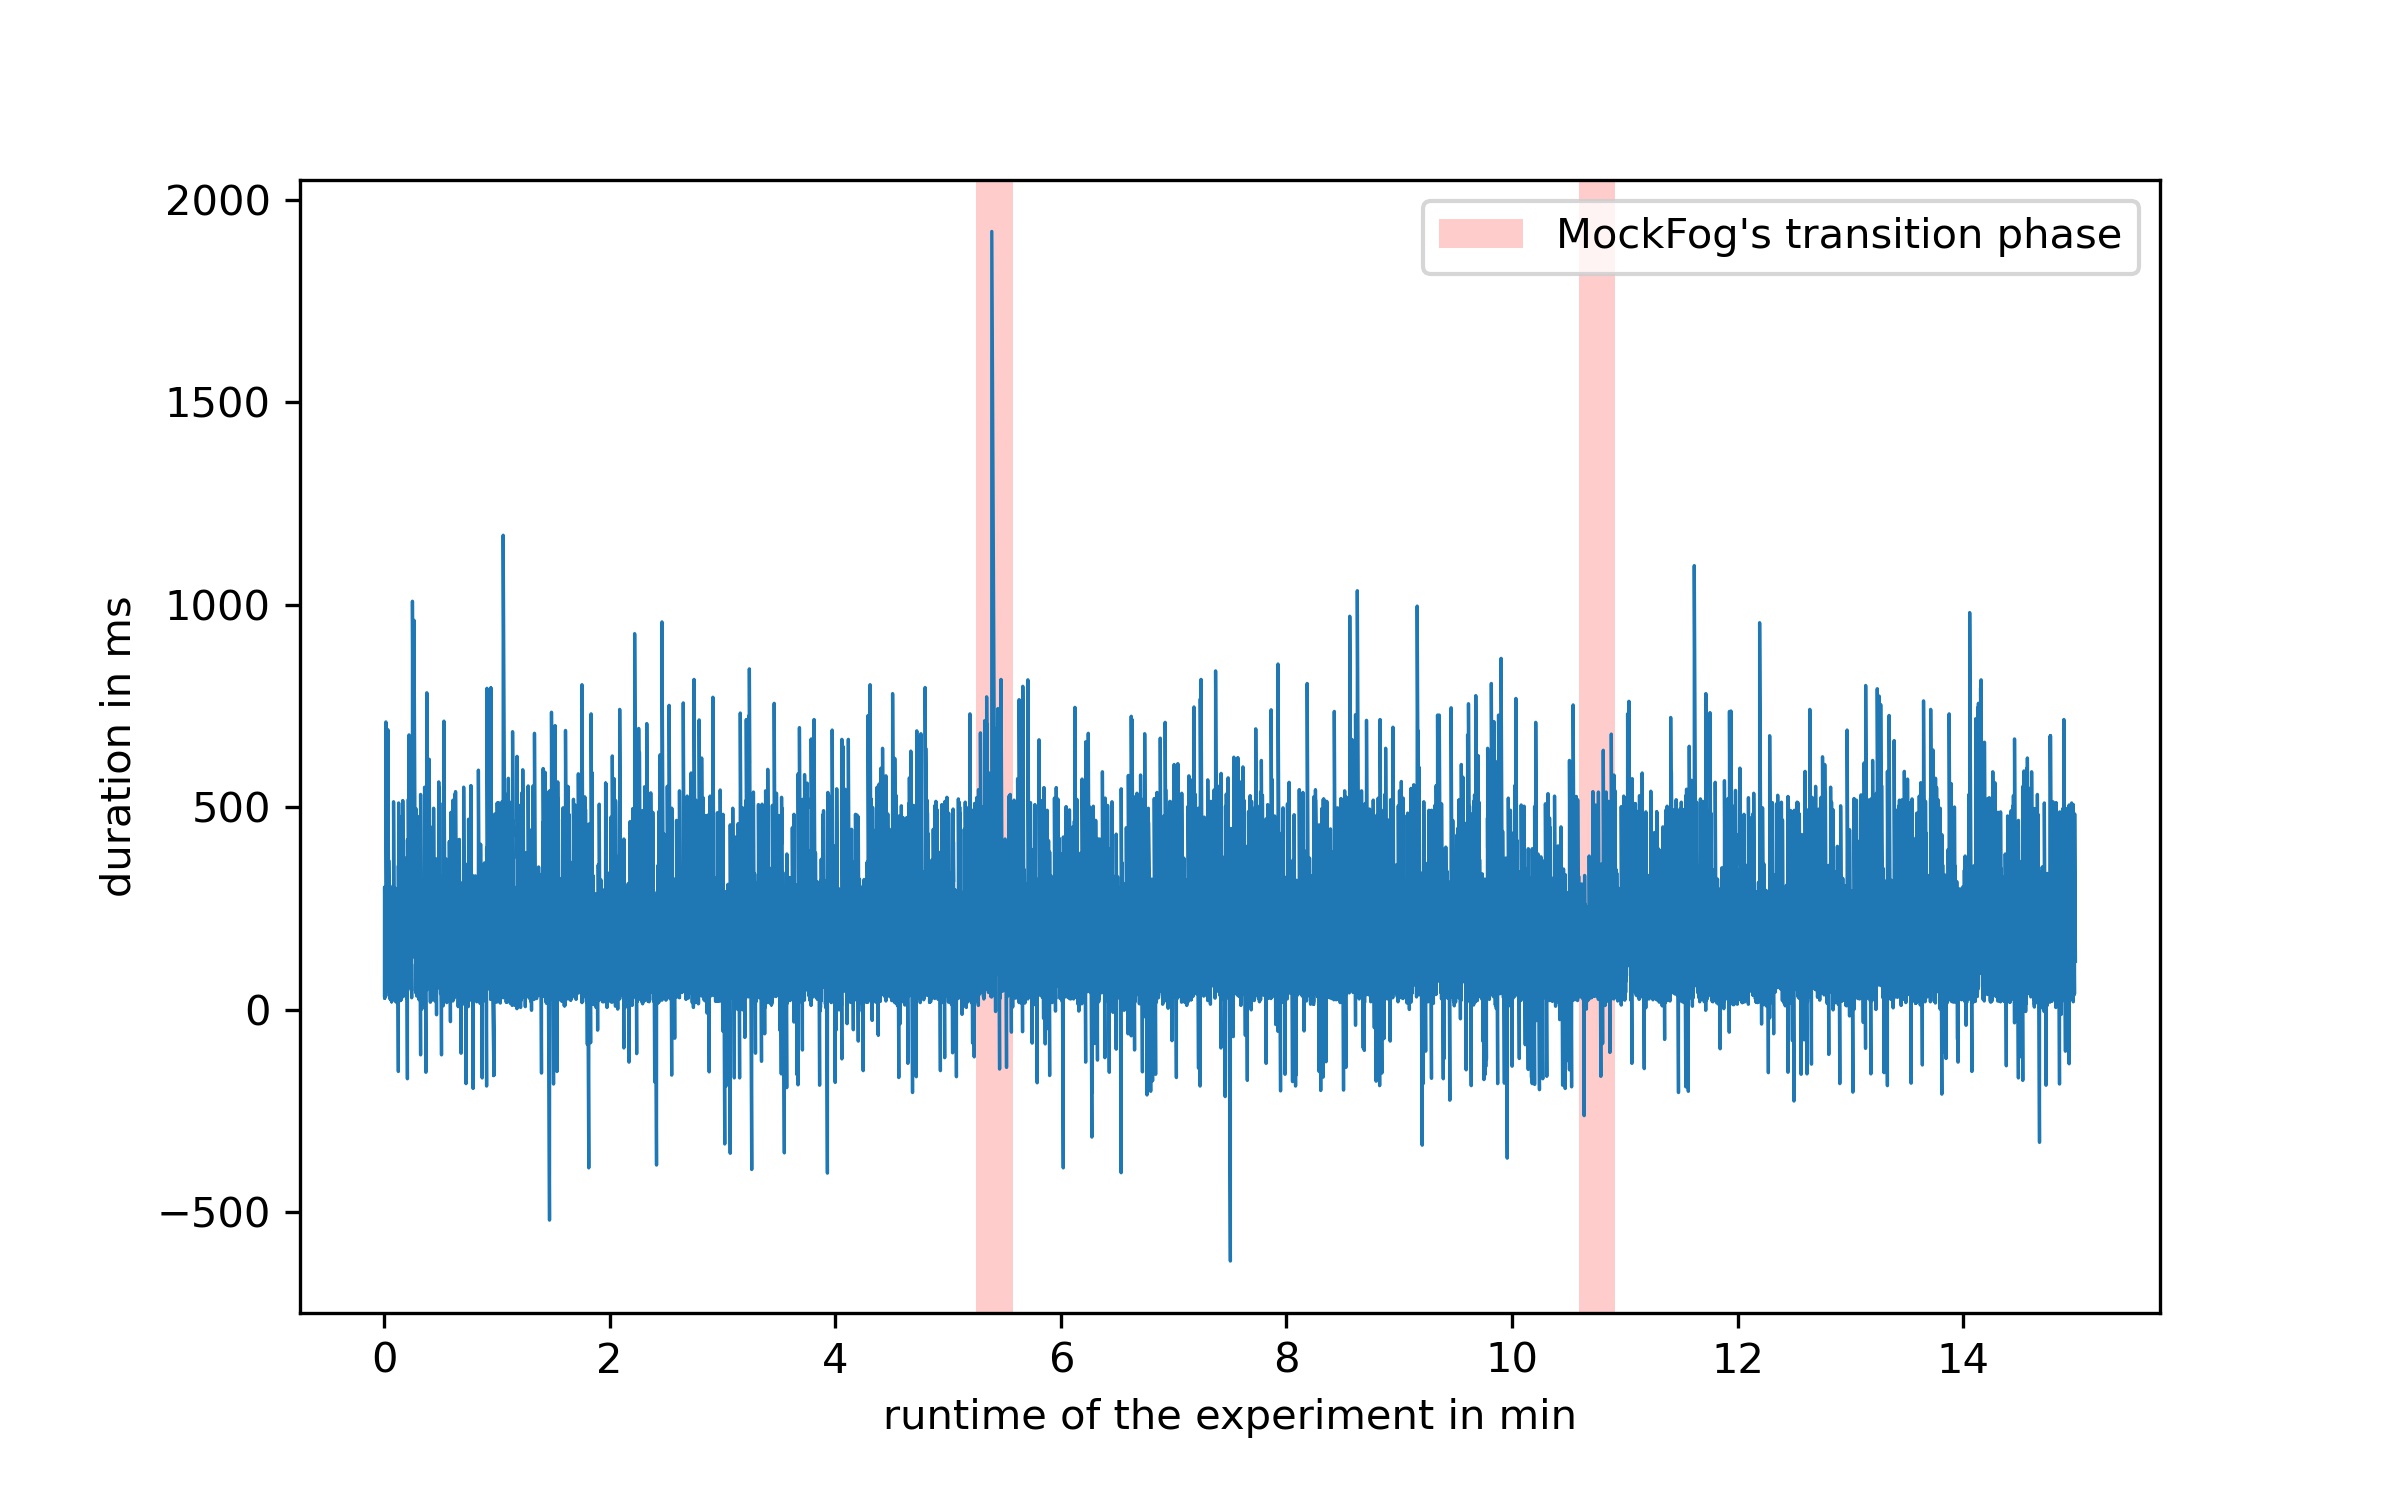 MockFog's transition phase
2000
1500
1000
500
0
−500
duration in ms
0 2 4 6 8 10 12 14
runtime of the experiment in min